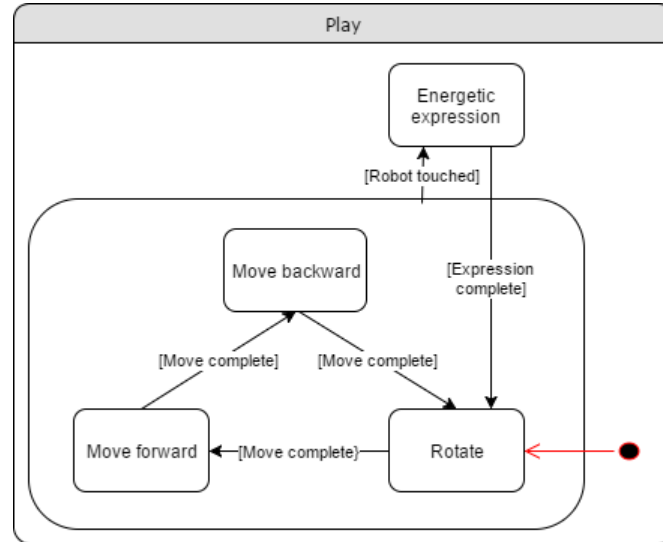 Play
Energetic
expression
[Robot touched]
Move backward
[Expression
complete]
[Move complete]
[Move complete]
Move forward
[Move complete}
Rotate